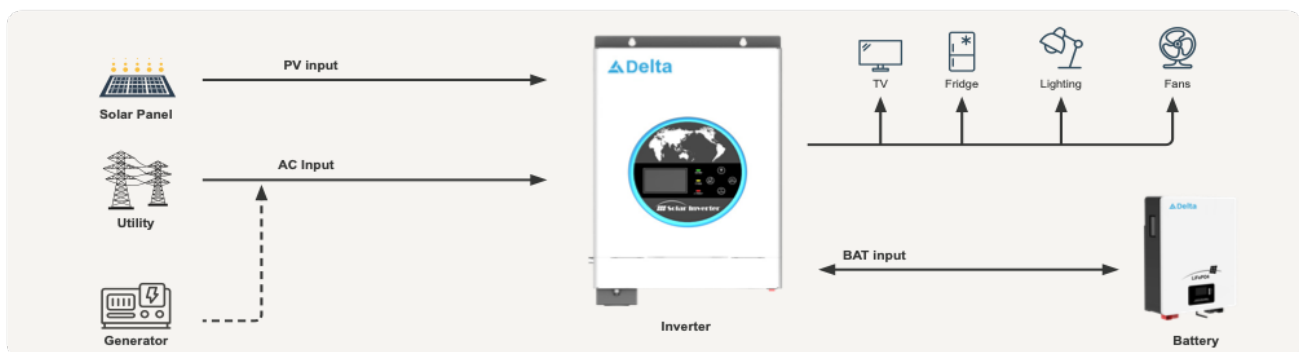 PV input
Solar Panel
AC Input
Utility
Generator
Delta
Solar Inverter
Inverter
TV
Fridge
Lighting
Fans
BAT input
Delta
LiFePO4
Battery